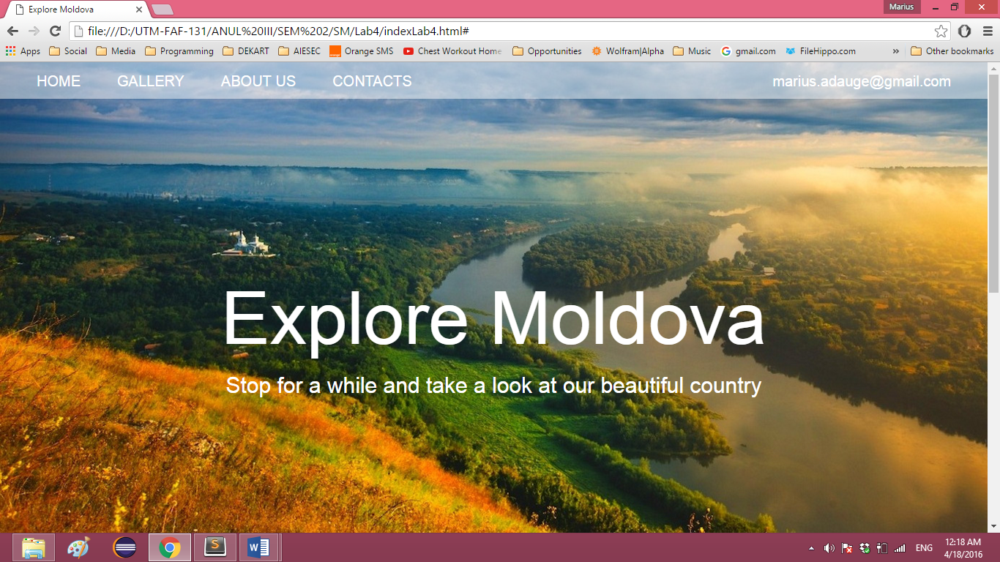 Explore Moldova
Marius
file:///D:/UTM-FAF-131/ANUL%20III/SEM%202/SM/Lab4/indexLab4.html#
Apps Social Media Programming DEKART AIESEC Orange SMS Chest Workout Home Opportunities Wolfram|Alpha Music gmail.com FileHippo.com » Other bookmarks
HOME GALLERY ABOUT US CONTACTS marius.adauge@gmail.com
Explore Moldova
Stop for a while and take a look at our beautiful country
ENG
12:18 AM
4/18/2016